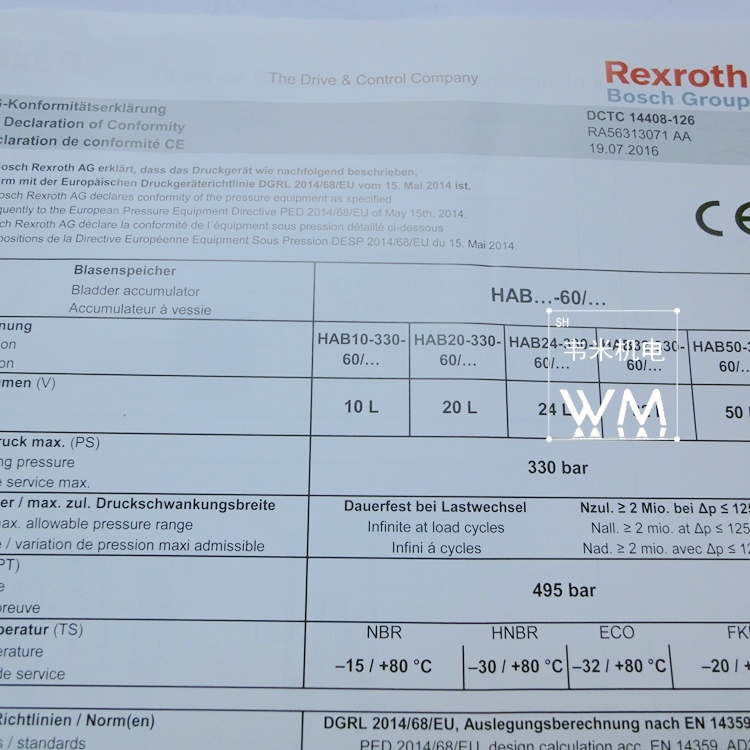 The Drive & Control Company
Rexroth
Bosch Group
G-Konformitätserklärung
Declaration of Conformity
claration de conformité CE
DCTC 14408-126
RA56313071 AA
19.07.2016
osch Rexroth AG erklärt, dass das Druckgerät wie nachfolgend beschrieben,
orm mit der Europäischen Druckgeräterichtlinie DGRL 2014/68/EU vom 15. Mai 2014 ist.
osch Rexroth AG declares conformity of the pressure equipment as specified
quently to the European Pressure Equipment Directive PED 2014/68/EU of May 15th, 2014.
ch Rexroth AG déclare la conformité de l'équipement sous pression détaillé ci-dessous
positions de la Directive Européenne Equipment Sous Pression DESP 2014/68/EU du 15. Mai 2014.
CE
Blasenspeicher
Bladder accumulator
Accumulateur à vessie
HAB...-60/...
nung
ion
on
HAB10-330-60/...
HAB20-330-60/...
HAB24-330-60/...
60/...
HAB50-
60/...
SH
韦米机电
WM
umen (V)
10 L
20 L
24 L
50
ruck max. (PS)
ng pressure
e service max.
330 bar
er / max. zul. Druckschwankungsbreite
ax. allowable pressure range
e / variation de pression maxi admissible
Dauerfest bei Lastwechsel
Infinite at load cycles
Infini á cycles
Nzul. ≥ 2 Mio. bei Δp ≤ 125
Nall. ≥ 2 mio. at Δp ≤ 125
Nad. ≥ 2 mio. avec Δp ≤ 12
PT)
e
preuve
495 bar
peratur (TS)
erature
de service
NBR
HNBR
ECO
FK
–15 / +80 °C
–30 / +80 °C
–32 / +80 °C
–20 / +
Richtlinien / Norm(en)
s / standards
DGRL 2014/68/EU, Auslegungsberechnung nach EN 14359
PED 2014/68/EU, design calculation acc. EN 14359, AD